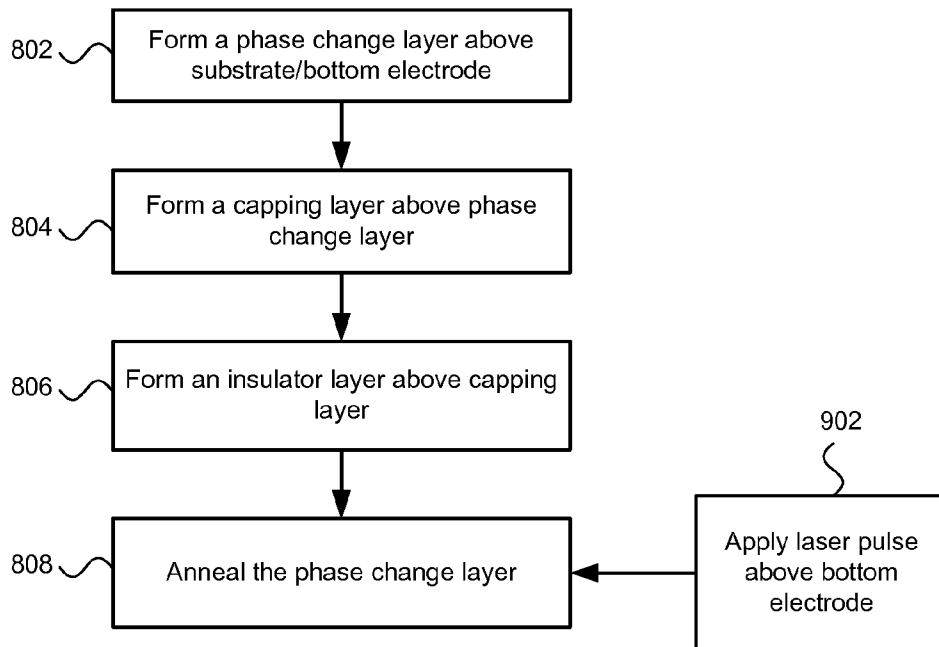 802
Form a phase change layer above
substrate/bottom electrode
804
Form a capping layer above phase
change layer
806
Form an insulator layer above capping
layer
902
808
Anneal the phase change layer
Apply laser pulse
above bottom
electrode